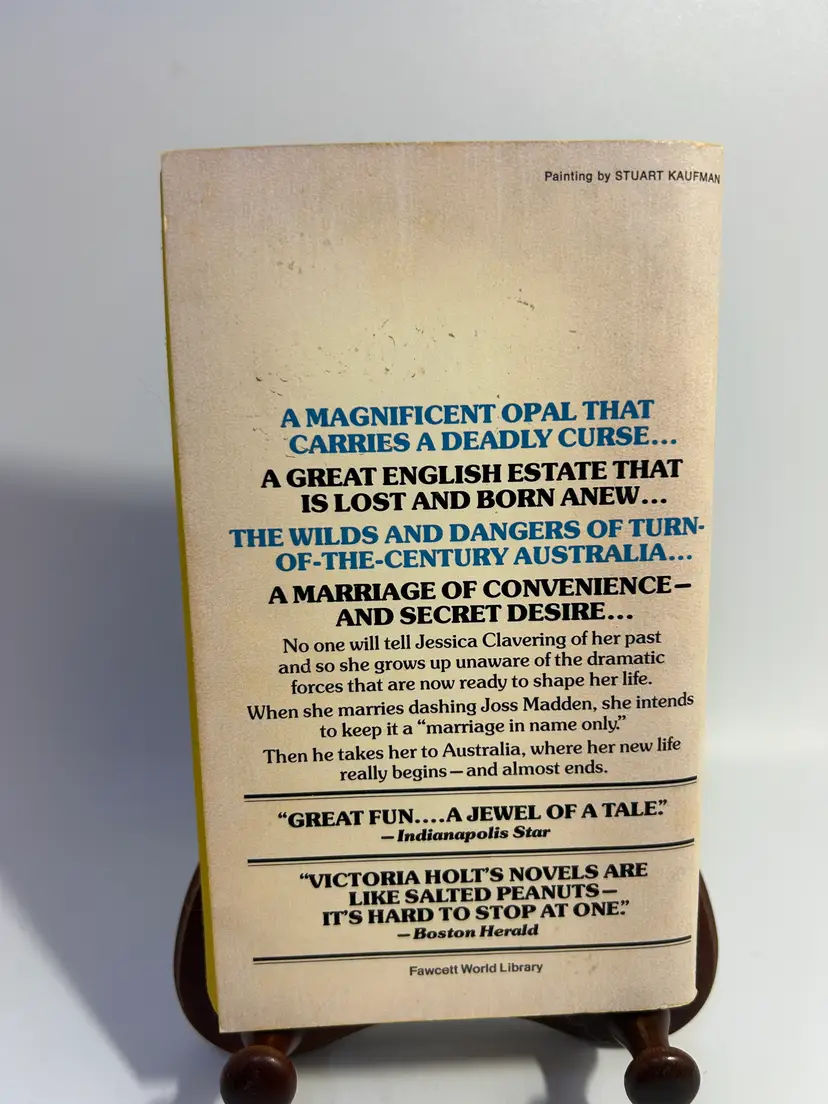 Painting by STUART KAUFMAN
A MAGNIFICENT OPAL THAT
CARRIES A DEADLY CURSE...
A GREAT ENGLISH ESTATE THAT
IS LOST AND BORN ANEW...
THE WILDS AND DANGERS OF TURN-
OF-THE-CENTURY AUSTRALIA...
A MARRIAGE OF CONVENIENCE—
AND SECRET DESIRE...
No one will tell Jessica Clavering of her past
and so she grows up unaware of the dramatic
forces that are now ready to shape her life.
When she marries dashing Joss Madden, she intends
to keep it a “marriage in name only.”
Then he takes her to Australia, where her new life
really begins—and almost ends.
“GREAT FUN....A JEWEL OF A TALE.”
—Indianapolis Star
“VICTORIA HOLT'S NOVELS ARE
LIKE SALTED PEANUTS—
IT'S HARD TO STOP AT ONE.”
—Boston Herald
Fawcett World Library